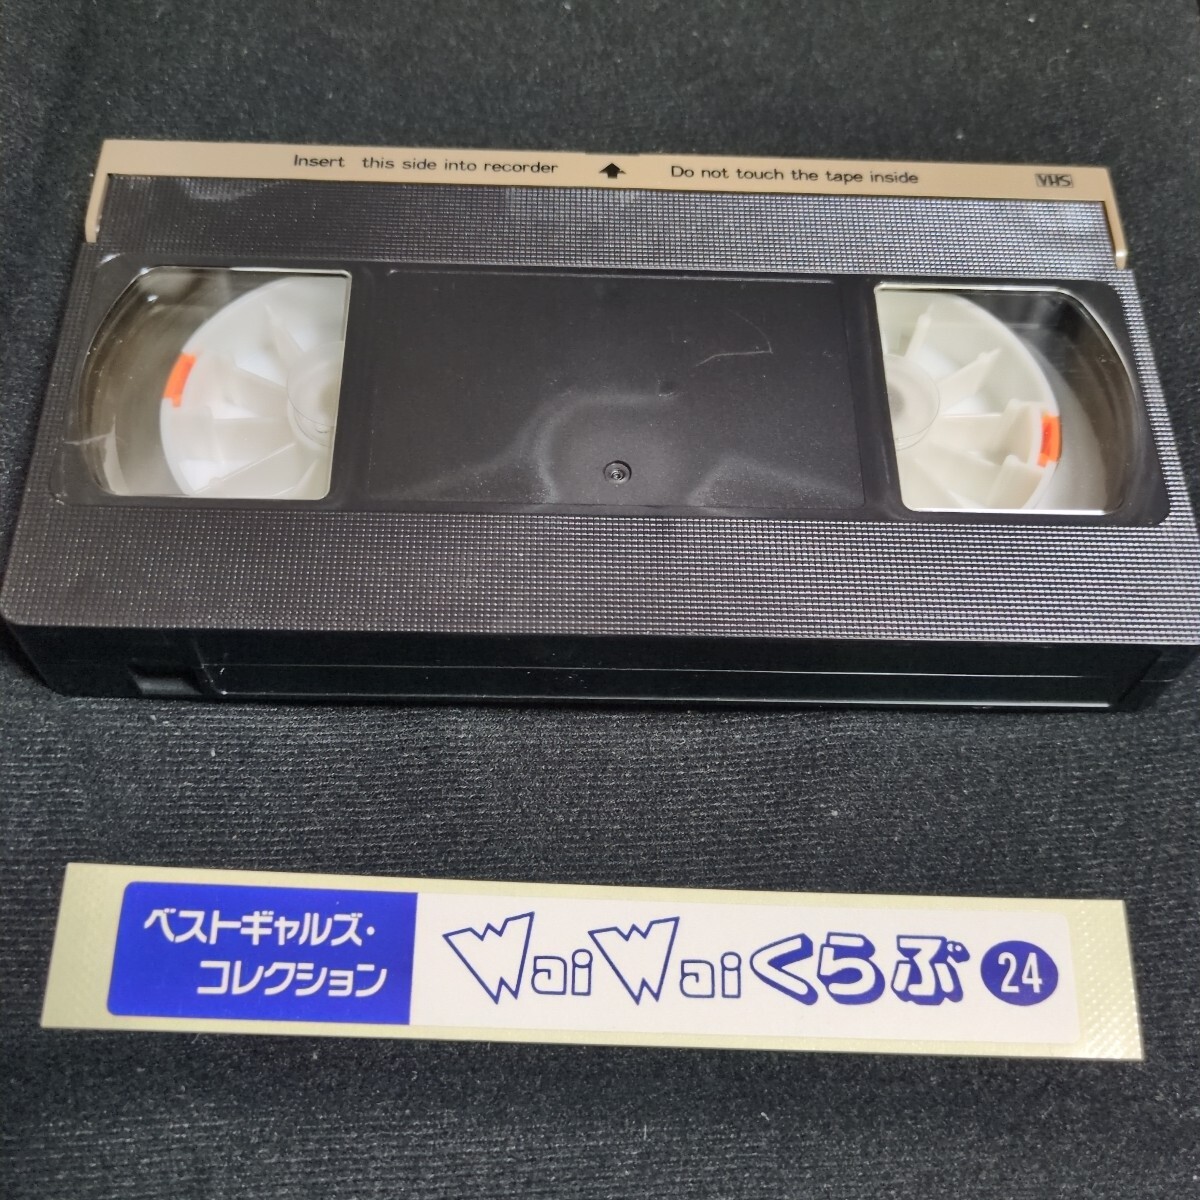 Insert this side into recorder Do not touch the tape inside VHS
ベストギャルズ・
コレクション
WaiWaiくらぶ 24